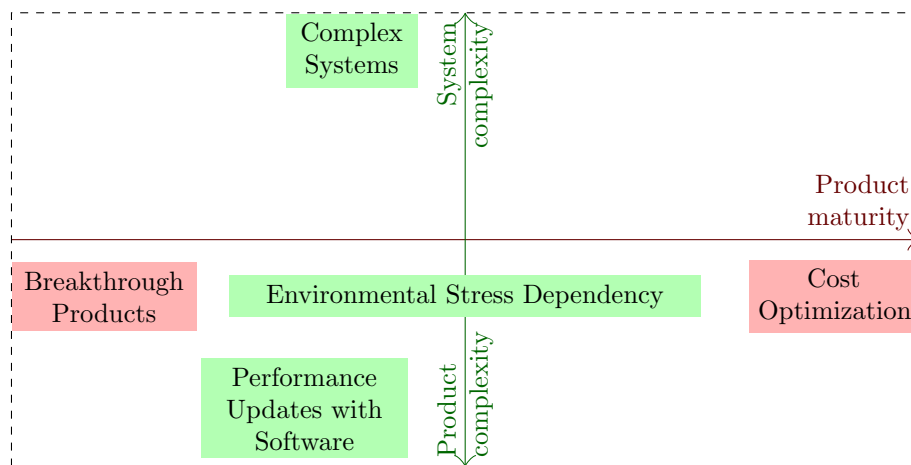 Complex
Systems
System
complexity
Product
maturity
Breakthrough
Products
Environmental Stress Dependency
Cost
Optimization
Performance
Updates with
Software
Product
complexity